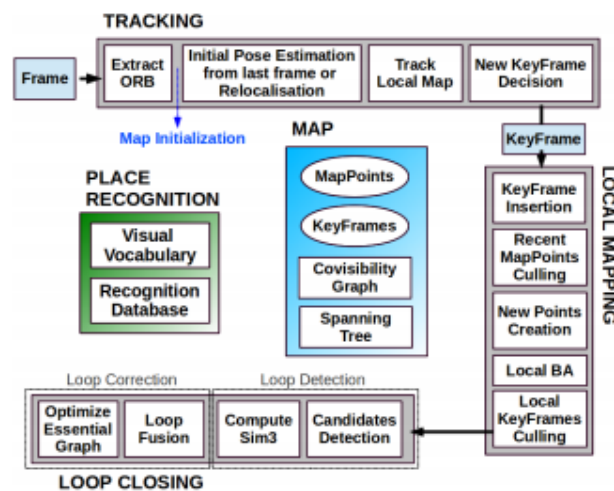 TRACKING
Frame
Extract
ORB
Initial Pose Estimation
from last frame or
Relocalisation
Track
Local Map
New KeyFrame
Decision
Map Initialization
KeyFrame
MAP
MapPoints
KeyFrames
Covisibility
Graph
Spanning
Tree
PLACE
RECOGNITION
Visual
Vocabulary
Recognition
Database
LOCAL MAPPING
KeyFrame
Insertion
Recent
MapPoints
Culling
New Points
Creation
Local BA
Local
KeyFrames
Culling
Loop Correction
Loop Detection
Optimize
Essential
Graph
Loop
Fusion
Compute
Sim3
Candidates
Detection
LOOP CLOSING